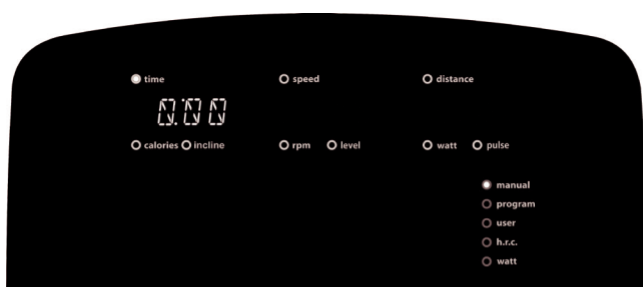 time speed distance
0:00
calories incline rpm level watt pulse
manual
program
user
h.r.c.
watt